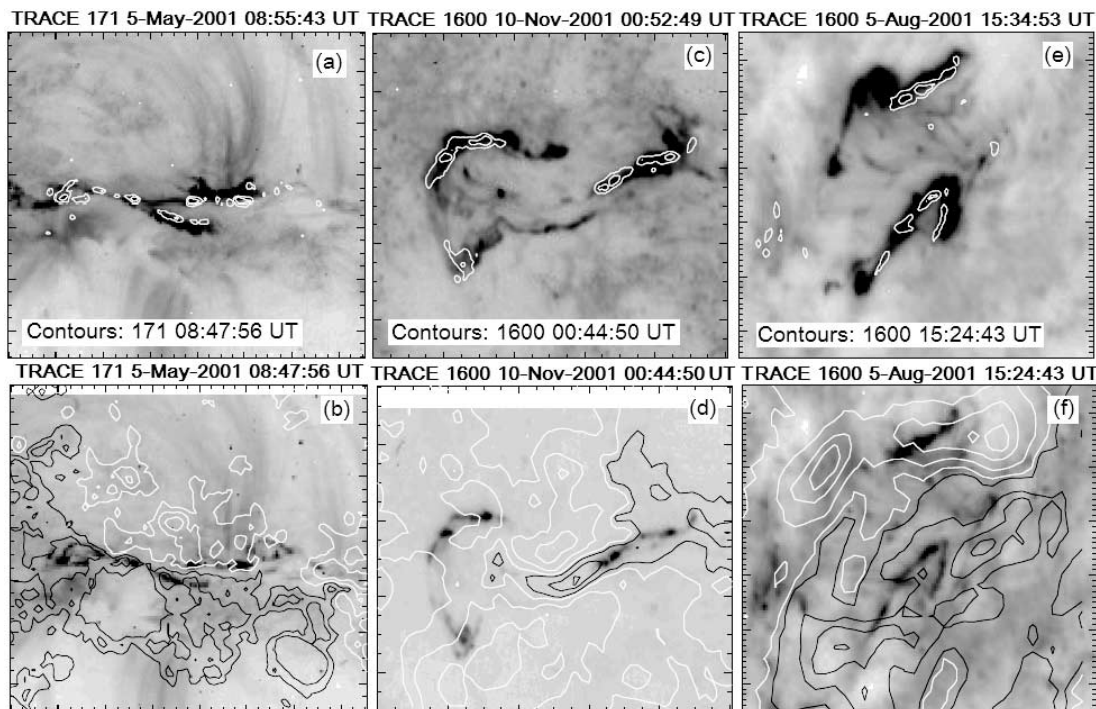 TRACE 171 5-May-2001 08:55:43 UT
(a)
Contours: 171 08:47:56 UT
TRACE 1600 10-Nov-2001 00:52:49 UT
(c)
Contours: 1600 00:44:50 UT
TRACE 1600 5-Aug-2001 15:34:53 UT
(e)
Contours: 1600 15:24:43 UT
TRACE 171 5-May-2001 08:47:56 UT
(b)
TRACE 1600 10-Nov-2001 00:44:50 UT
(d)
TRACE 1600 5-Aug-2001 15:24:43 UT
(f)